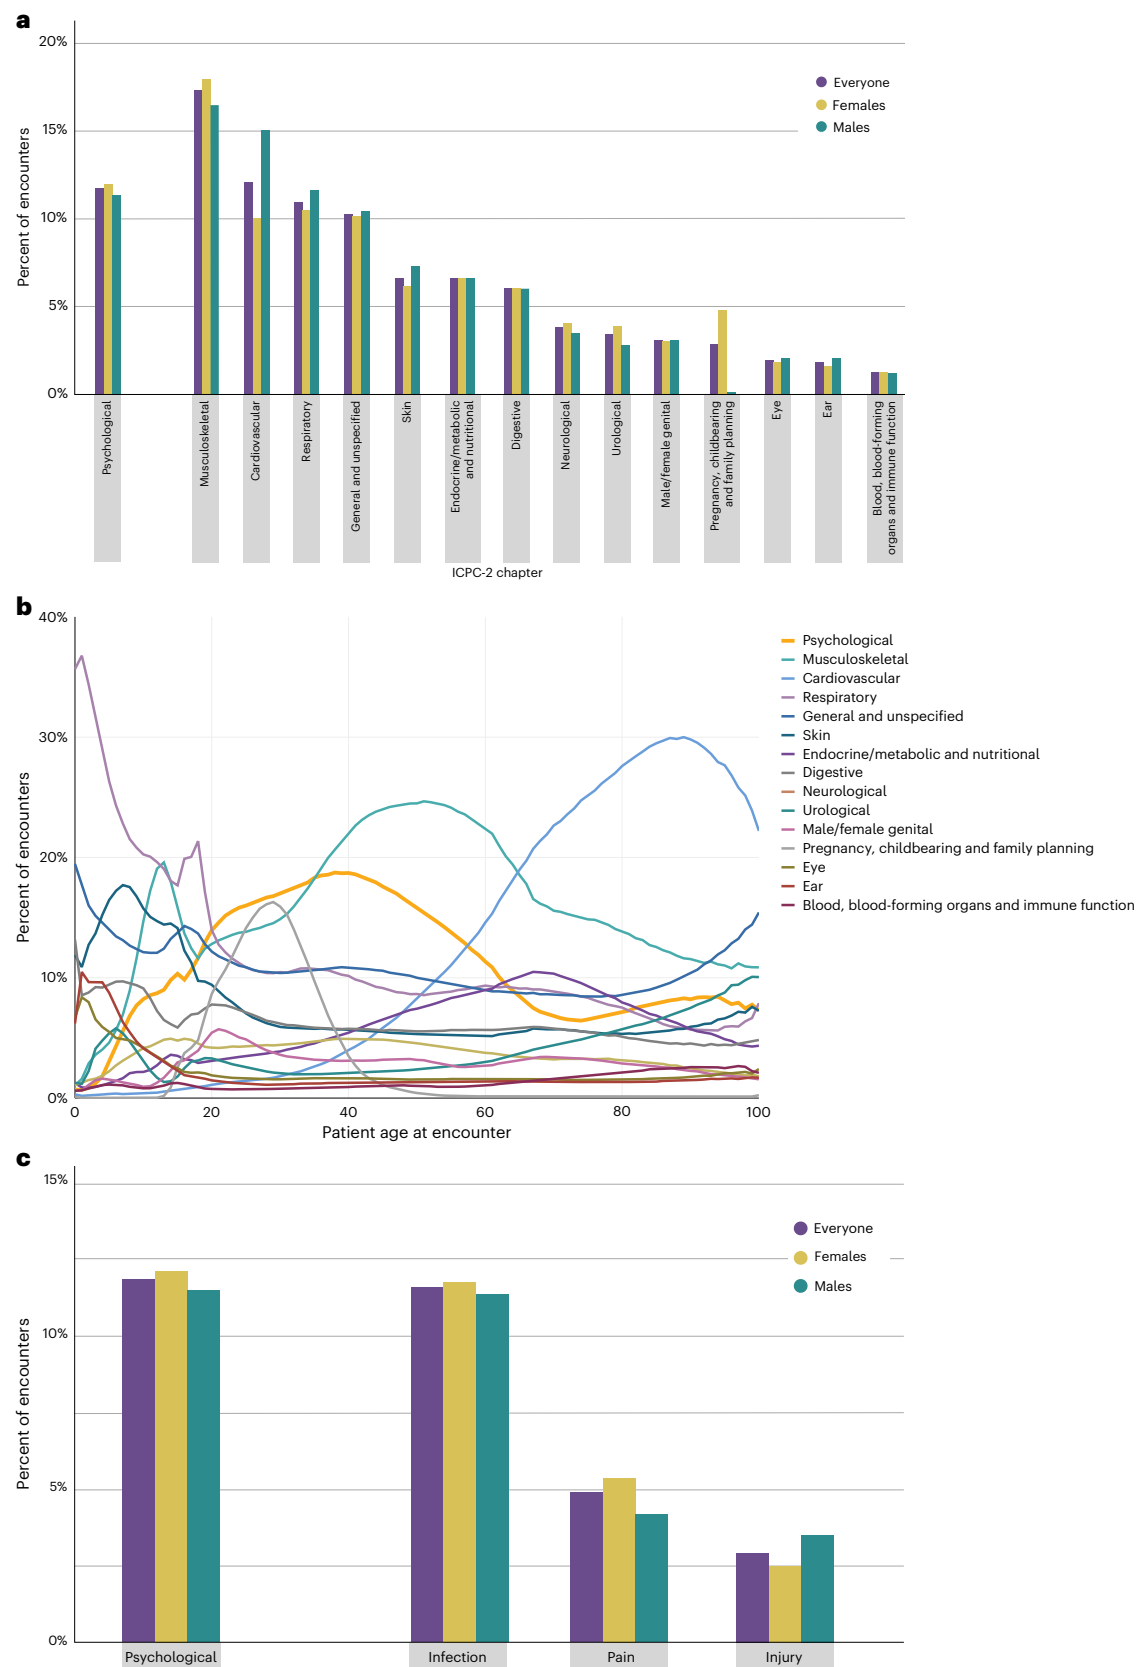 a
20%
15%
10%
5%
0%
Percent of encounters
Everyone
Females
Males
Psychological
Musculoskeletal
Cardiovascular
Respiratory
General and unspecified
Skin
Endocrine/metabolic
and nutritional
Digestive
Neurological
Urological
Male/female genital
Pregnancy, childbearing
and family planning
Eye
Ear
Blood, blood-forming
organs and immune function
ICPC-2 chapter
b
40%
30%
20%
10%
0%
Percent of encounters
0
20
40
60
80
100
Patient age at encounter
Psychological
Musculoskeletal
Cardiovascular
Respiratory
General and unspecified
Skin
Endocrine/metabolic and nutritional
Digestive
Neurological
Urological
Male/female genital
Pregnancy, childbearing and family planning
Eye
Ear
Blood, blood-forming organs and immune function
c
15%
10%
5%
0%
Percent of encounters
Everyone
Females
Males
Psychological
Infection
Pain
Injury